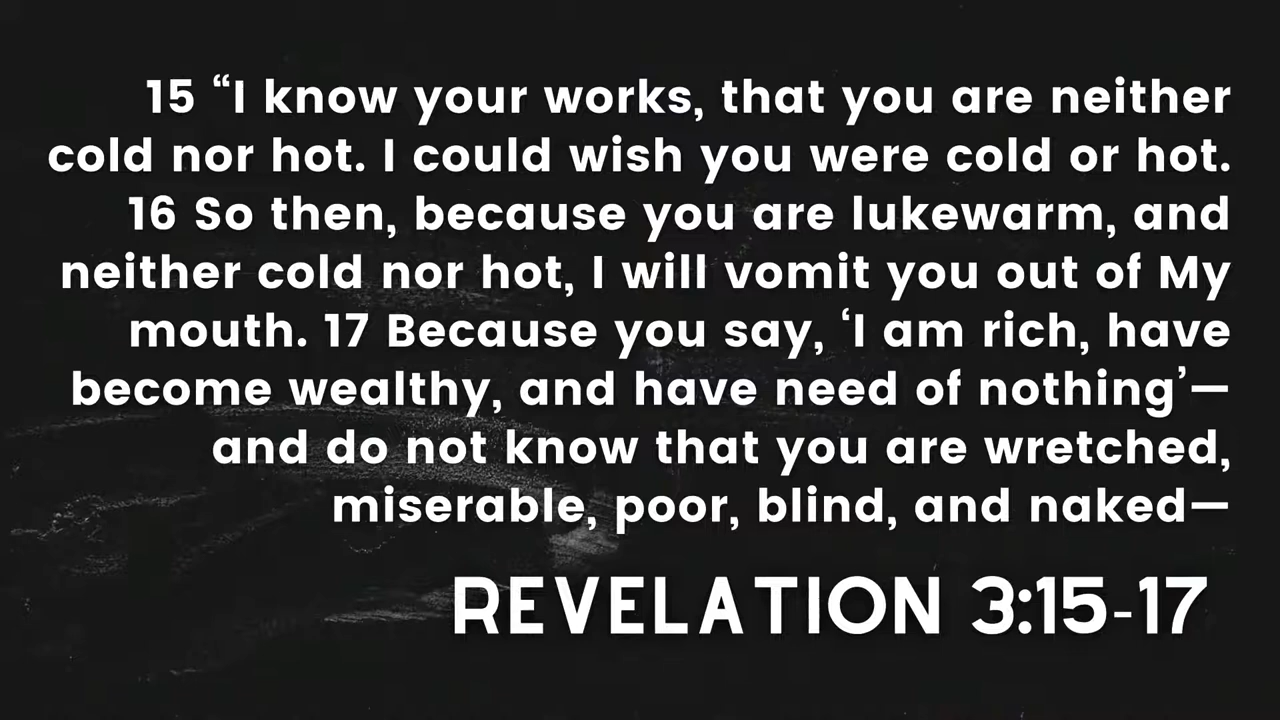 15 “I know your works, that you are neither
cold nor hot. I could wish you were cold or hot.
16 So then, because you are lukewarm, and
neither cold nor hot, I will vomit you out of My
mouth. 17 Because you say, ‘I am rich, have
become wealthy, and have need of nothing’—
and do not know that you are wretched,
miserable, poor, blind, and naked—
REVELATION 3:15-17